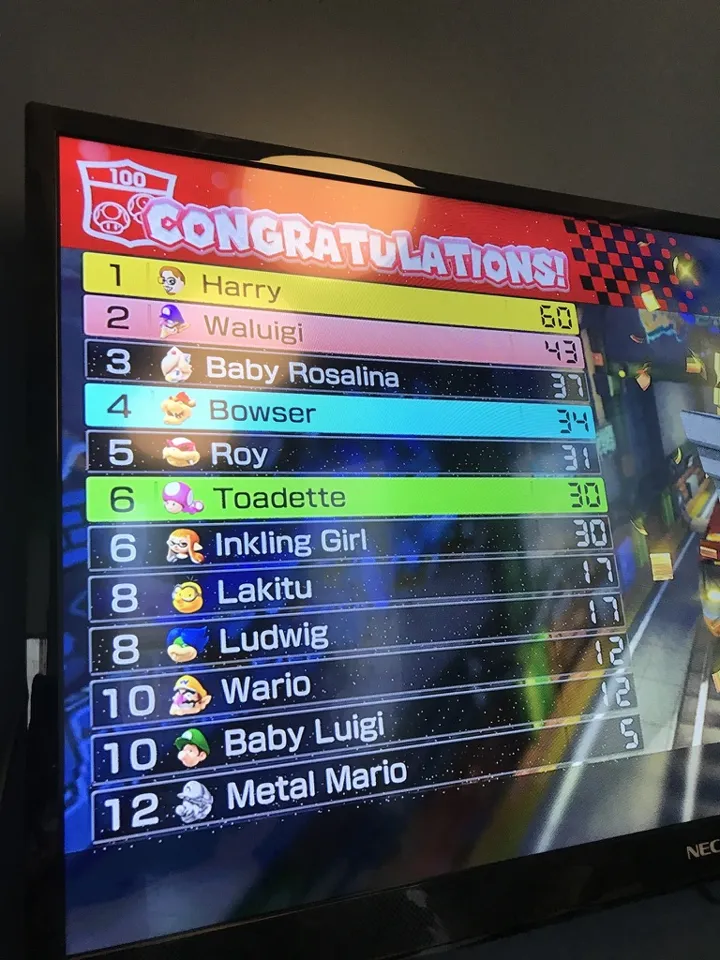 100
CONGRATULATIONS!
1 Harry 60
2 Waluigi 43
3 Baby Rosalina 37
4 Bowser 34
5 Roy 31
6 Toadette 30
6 Inkling Girl 30
8 Lakitu 17
8 Ludwig 17
10 Wario 12
10 Baby Luigi 12
12 Metal Mario 5
NEC